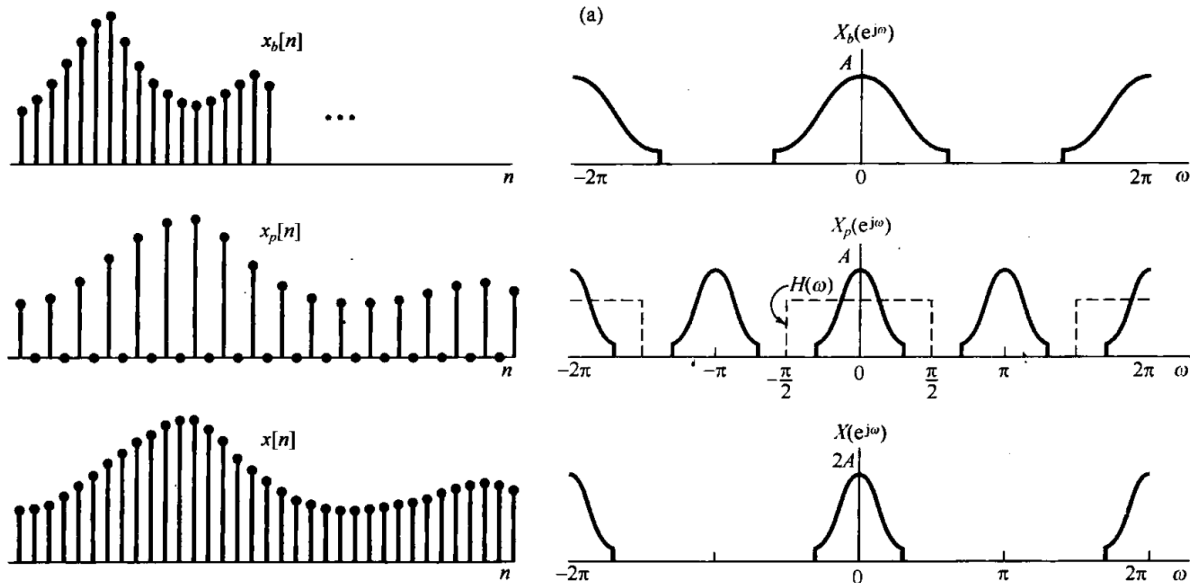 (a)
x_b[n]
...
n
X_b(e^{jω})
A
−2π
0
2π
ω
x_p[n]
n
X_p(e^{jω})
A
H(ω)
−2π
−π
−π/2
0
π/2
π
2π
ω
x[n]
n
X(e^{jω})
2A
−2π
0
π
2π
ω